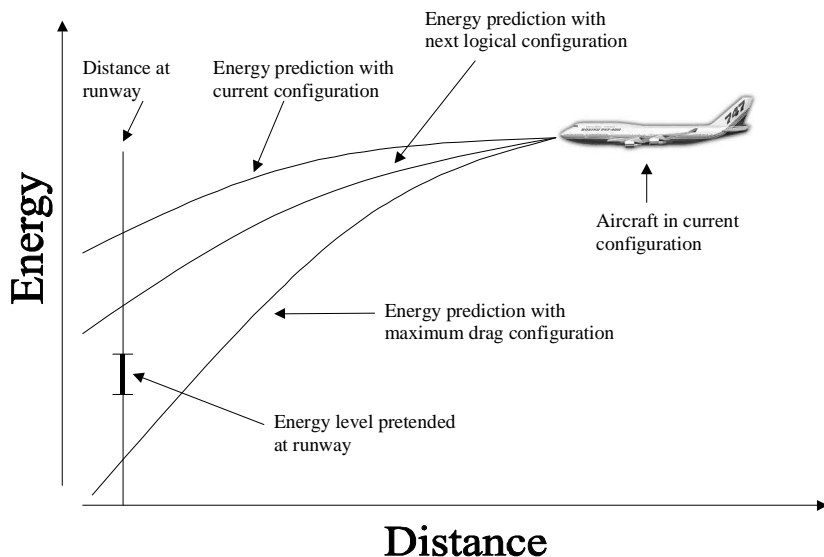 Energy prediction with
next logical configuration
Distance at
runway
Energy prediction with
current configuration
747
Aircraft in current
configuration
Energy
Energy prediction with
maximum drag configuration
Energy level pretended
at runway
Distance